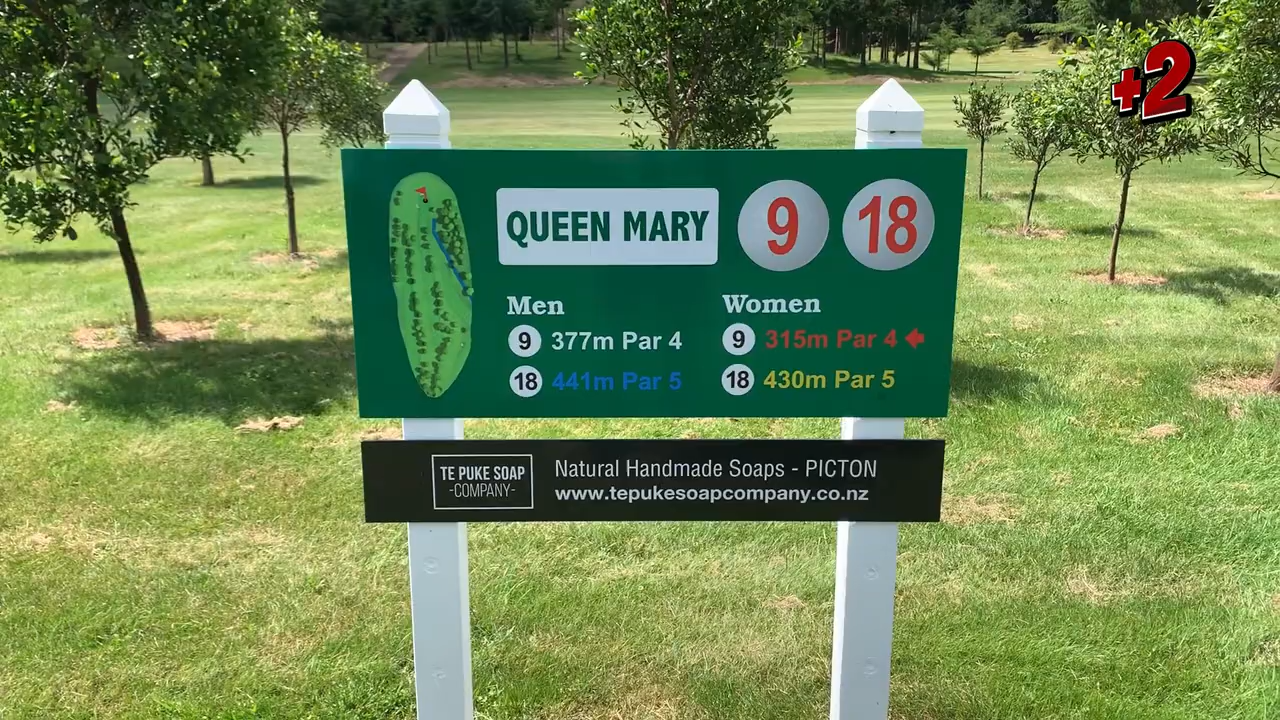 +2
QUEEN MARY 9 18
Men
9 377m Par 4
18 441m Par 5
Women
9 315m Par 4
18 430m Par 5
TE PUKE SOAP
-COMPANY-
Natural Handmade Soaps - PICTON
www.tepukesoapcompany.co.nz